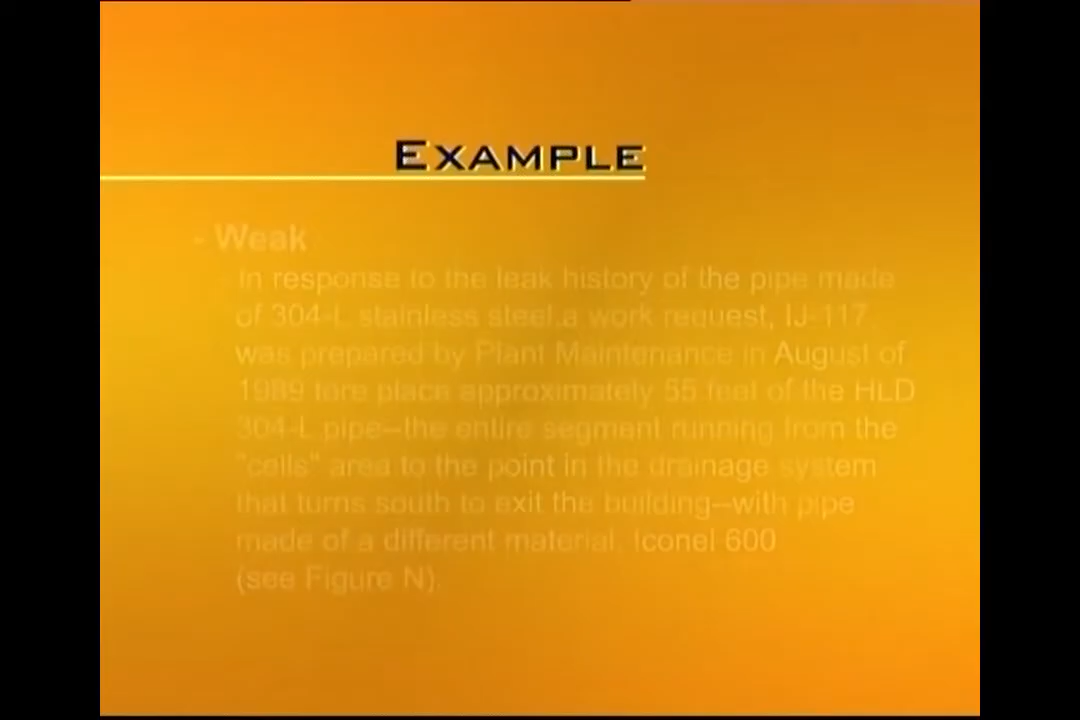 EXAMPLE
- Weak
- In response to the leak history of the pipe made
of 304-L stainless steel,a work request, IJ-117,
was prepared by Plant Maintenance in August of
1989 tore place approximately 55 feet of the HLD
304-L pipe--the entire segment running from the
"cells" area to the point in the drainage system
that turns south to exit the building--with pipe
made of a different material, Iconel 600
(see Figure N).